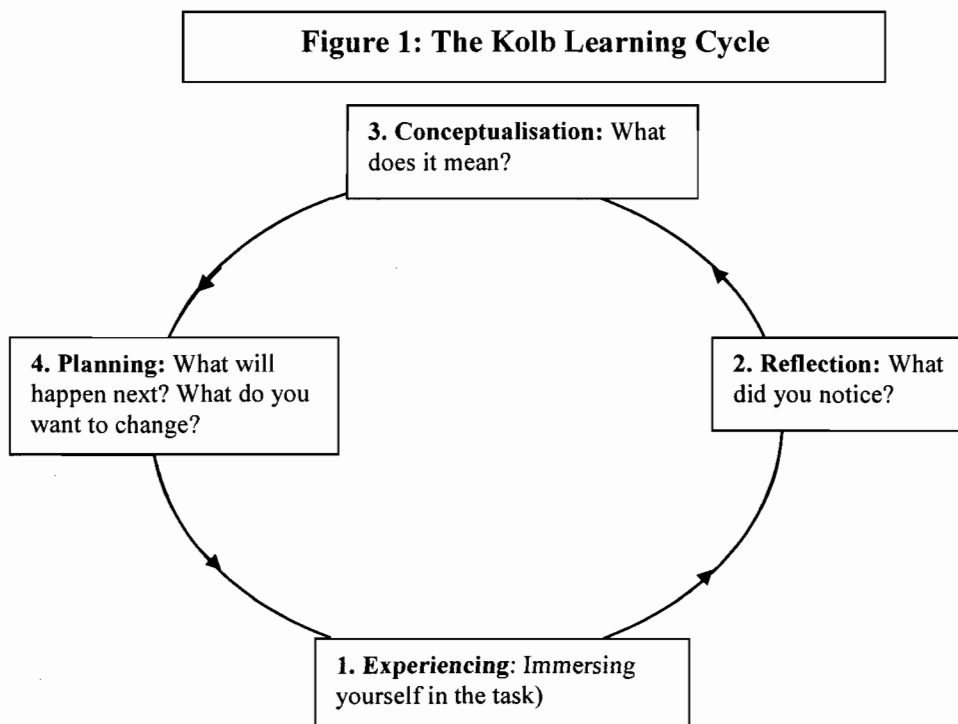 Figure 1: The Kolb Learning Cycle
3. Conceptualisation: What
does it mean?
4. Planning: What will
happen next? What do you
want to change?
2. Reflection: What
did you notice?
1. Experiencing: Immersing
yourself in the task)